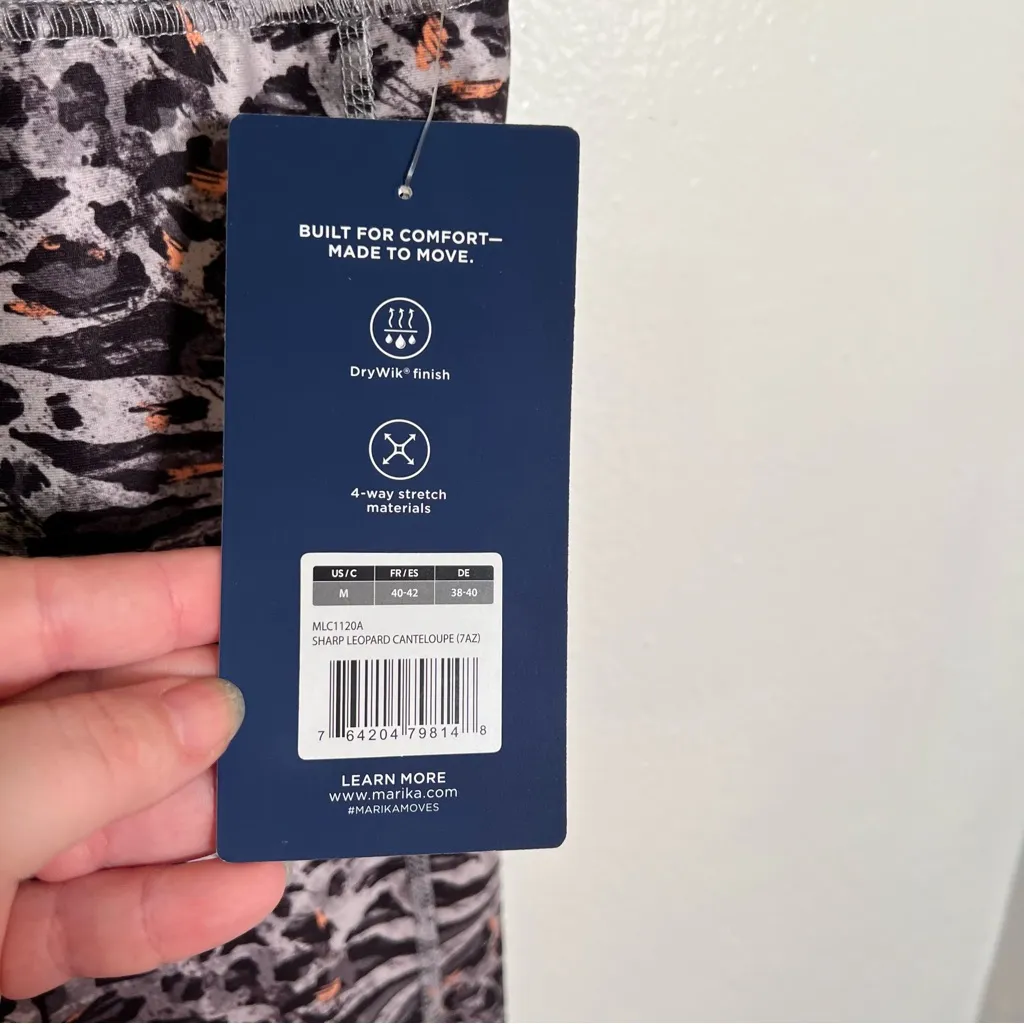 BUILT FOR COMFORT—
MADE TO MOVE.
DryWik® finish
4-way stretch
materials
US/C FR/ES DE
M 40-42 38-40
MLC1120A
SHARP LEOPARD CANTELOUPE (7AZ)
7 64204 79814 8
LEARN MORE
www.marika.com
#MARIKAMOVES